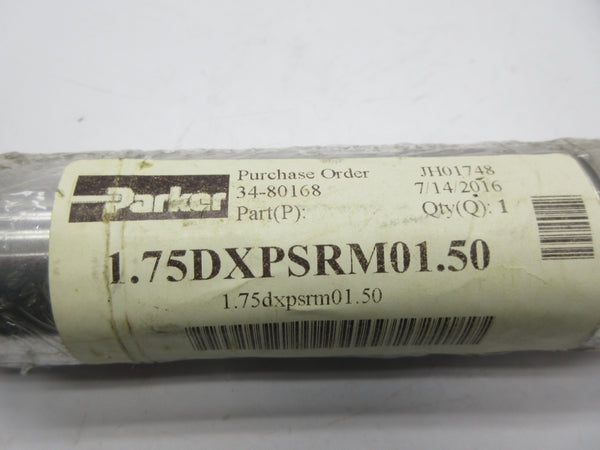 Parker
Purchase Order JH01748
34-80168 7/14/2016
Part(P): Qty(Q): 1
1.75DXPSRM01.50
1.75dxpsrm01.50